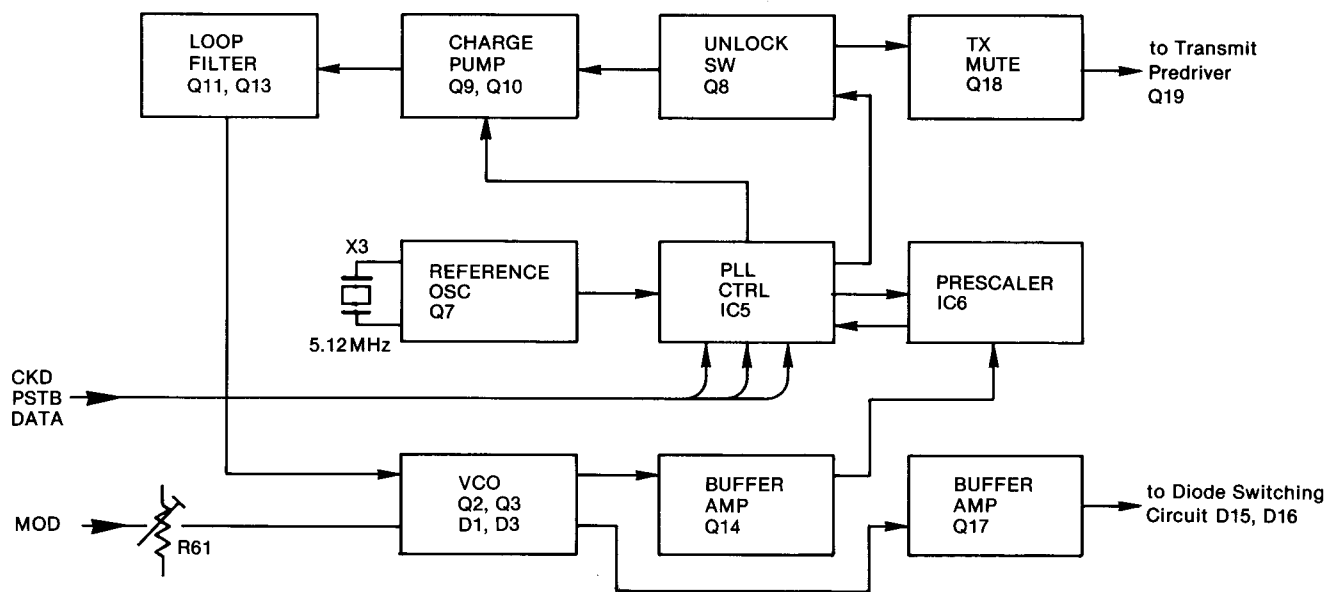 LOOP
FILTER
Q11, Q13
CHARGE
PUMP
Q9, Q10
UNLOCK
SW
Q8
TX
MUTE
Q18
to Transmit
Predriver
Q19
X3
5.12MHz
REFERENCE
OSC
Q7
PLL
CTRL
IC5
PRESCALER
IC6
CKD
PSTB
DATA
MOD
R61
VCO
Q2, Q3
D1, D3
BUFFER
AMP
Q14
BUFFER
AMP
Q17
to Diode Switching
Circuit D15, D16